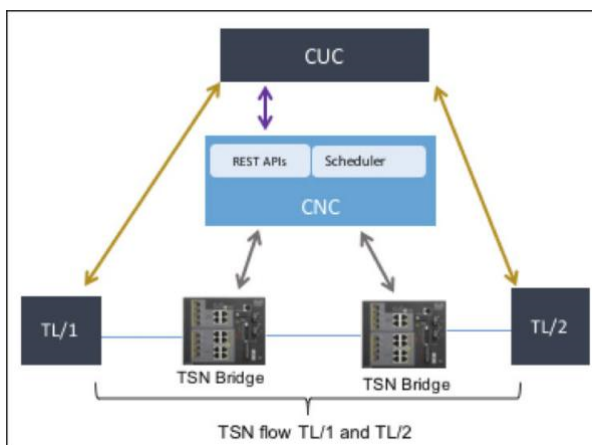 CUC
REST APIs
Scheduler
CNC
TL/1
TL/2
TSN Bridge
TSN Bridge
TSN flow TL/1 and TL/2